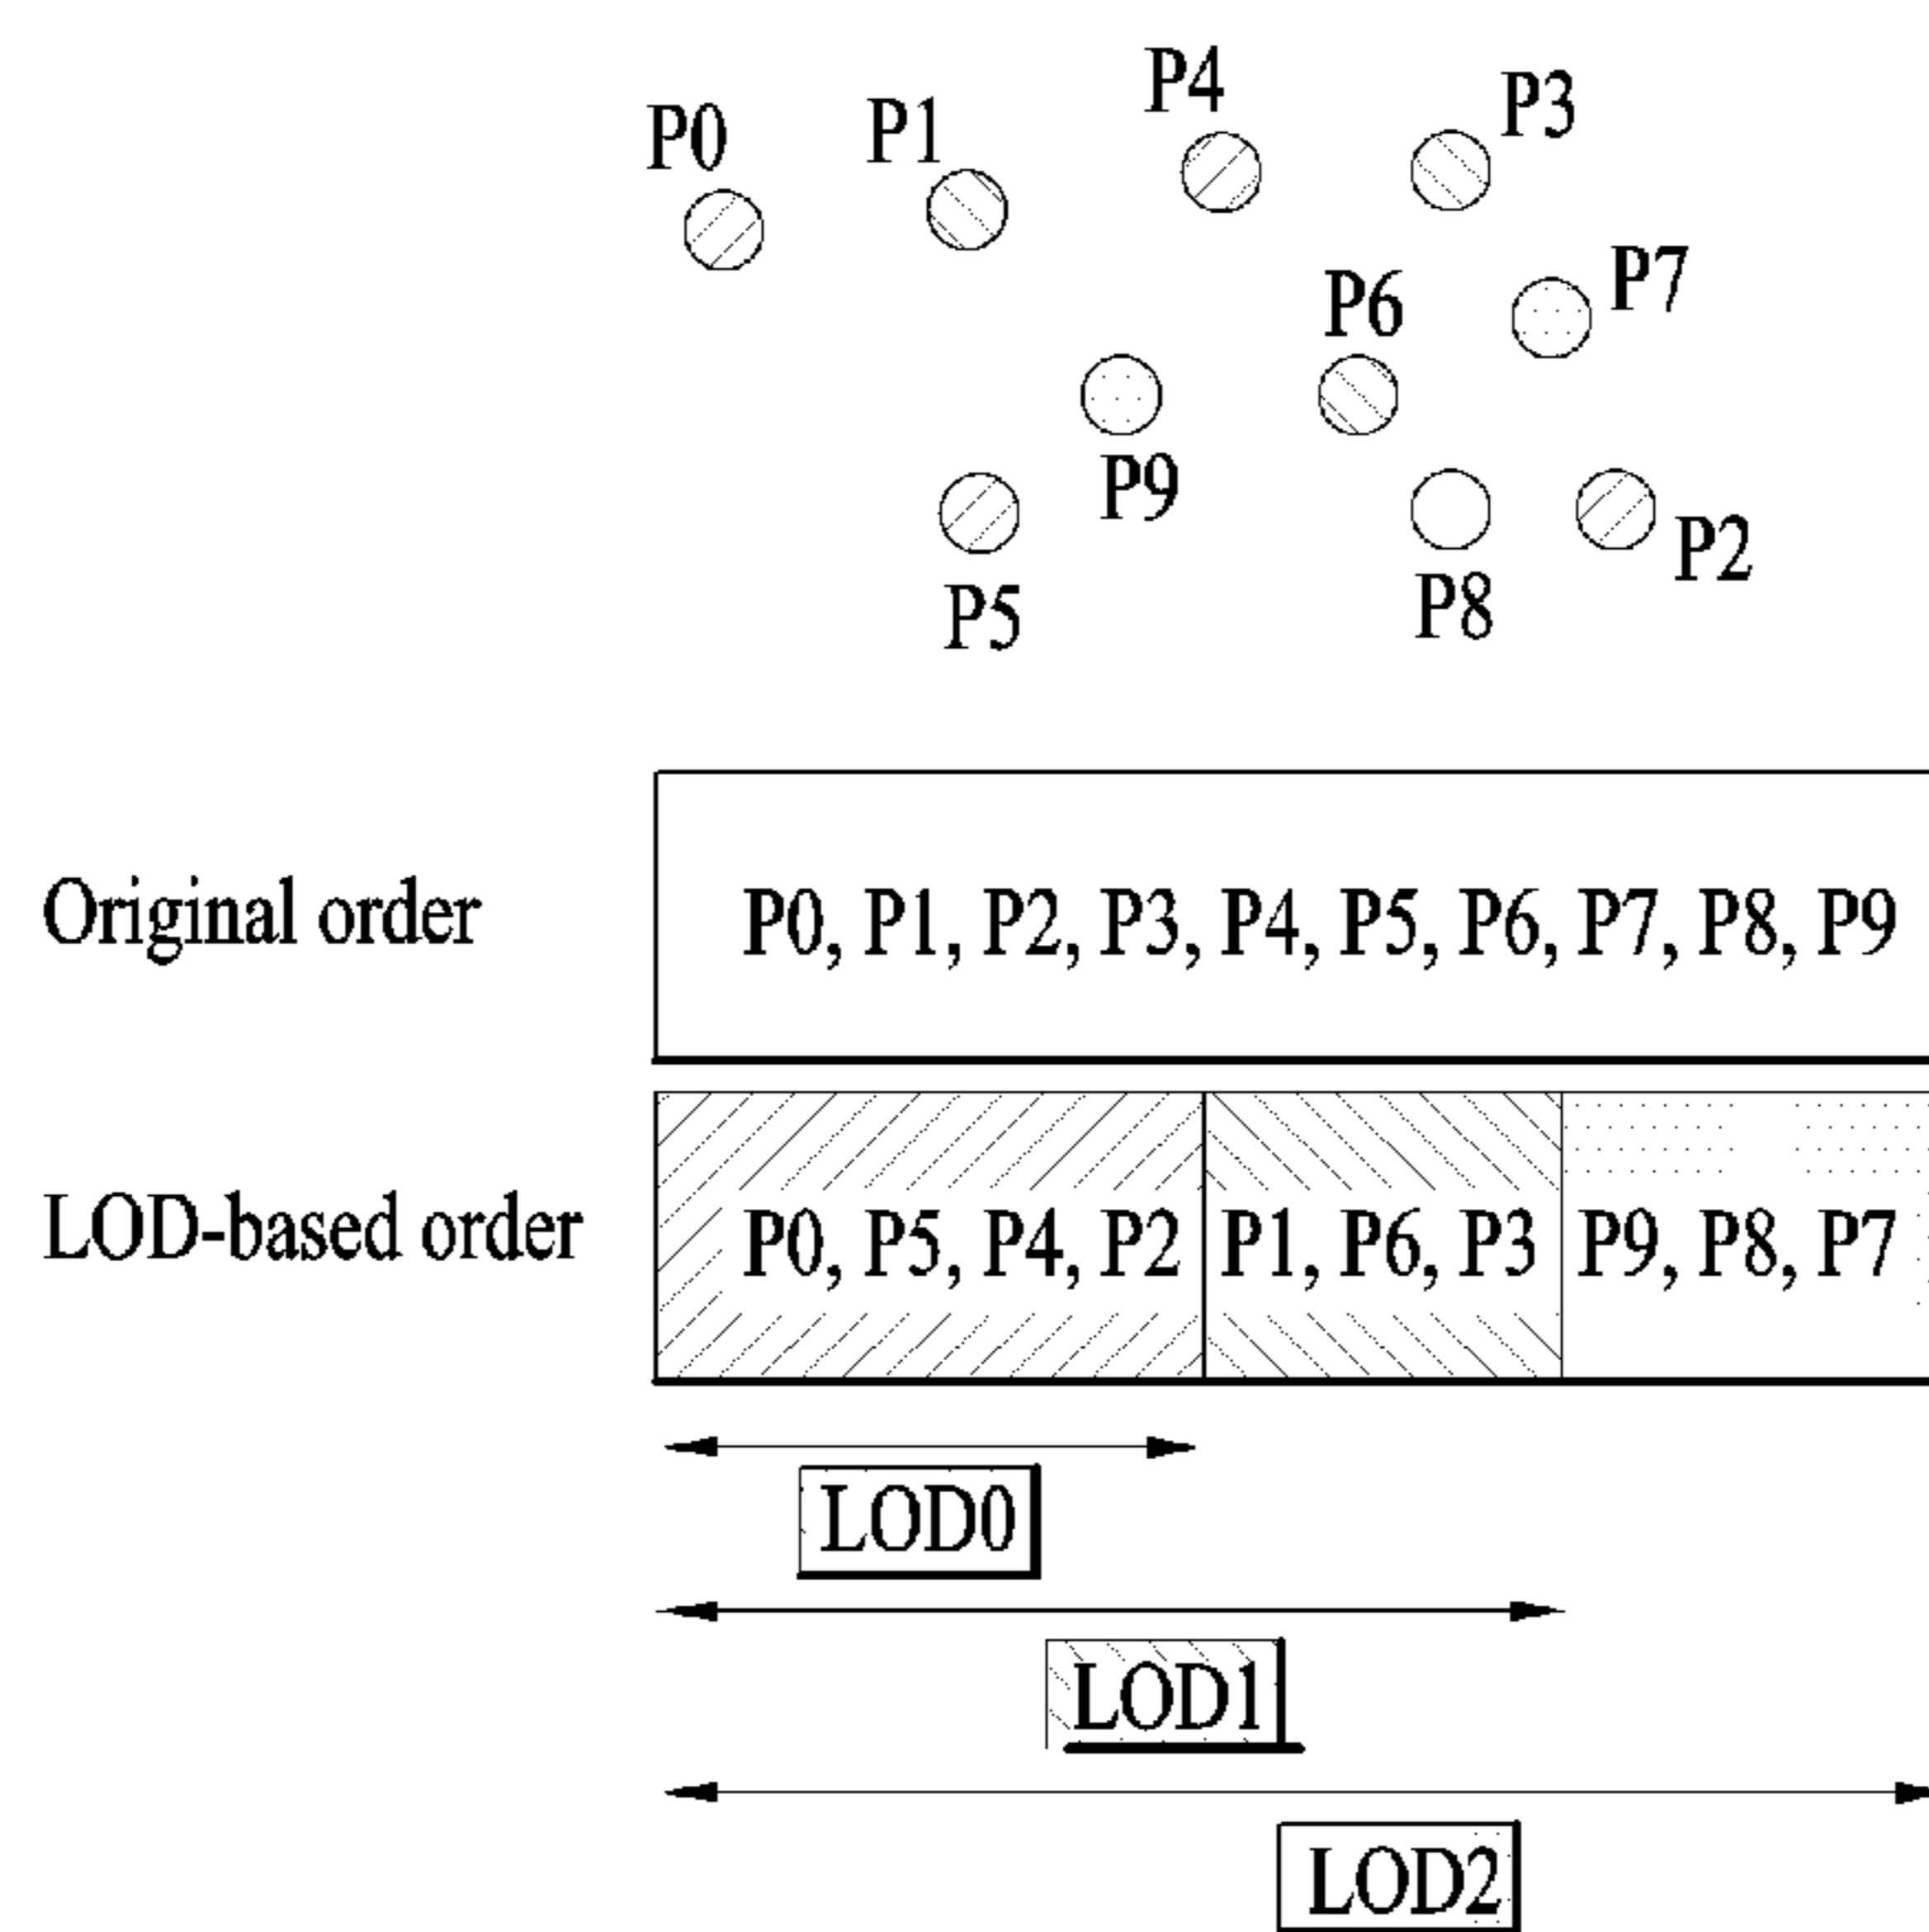 P4
P3
P0
P1
P7
P6
P9
P2
P5
P8
Original order
P0, P1, P2, P3, P4, P5, P6, P7, P8, P9
LOD-based order
P0, P5, P4, P2, P1, P6, P3, P9, P8, P7
LOD0
LOD1
LOD2